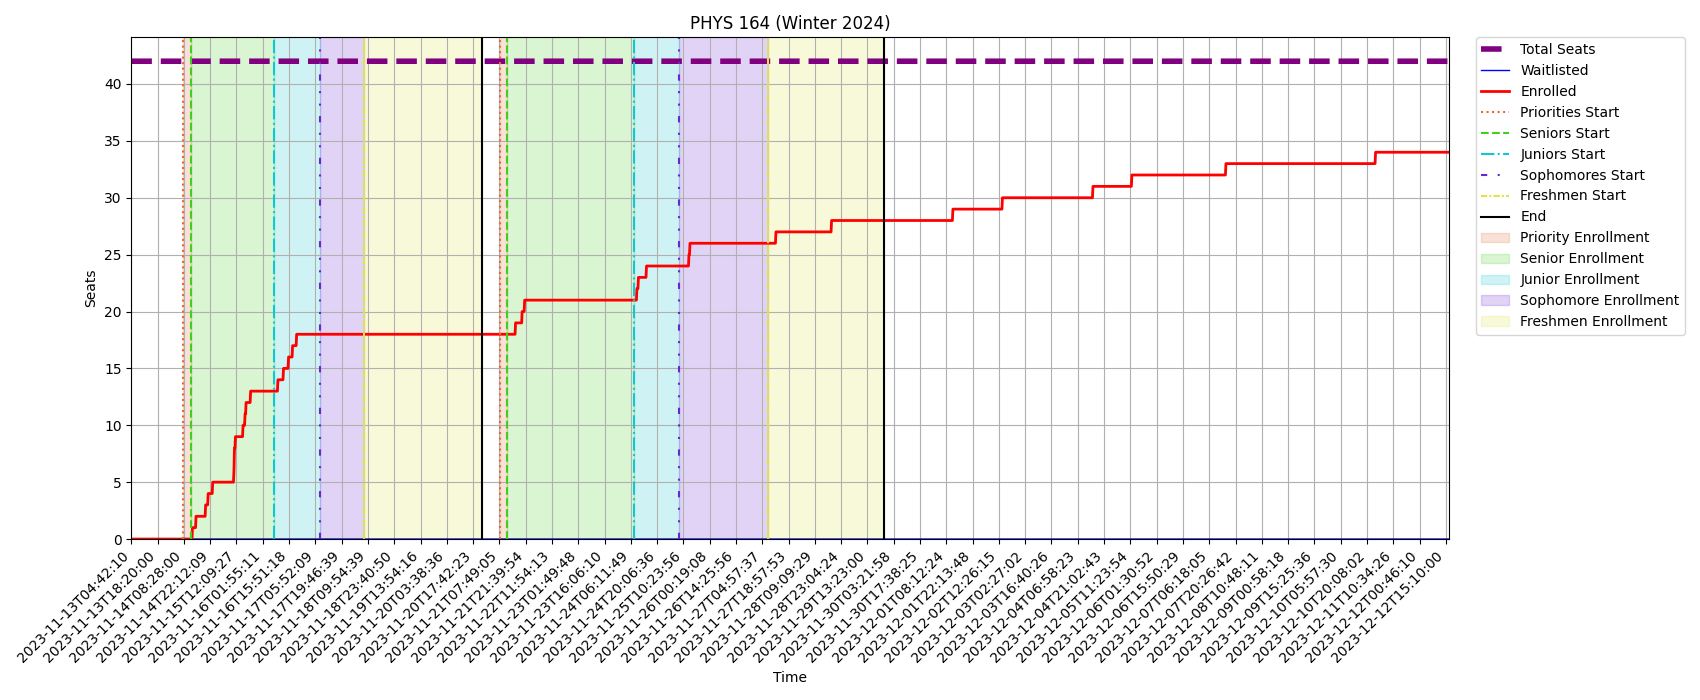 PHYS 164 (Winter 2024)
Total Seats
Waitlisted
Enrolled
Priorities Start
Seniors Start
Juniors Start
Sophomores Start
Freshmen Start
End
Priority Enrollment
Senior Enrollment
Junior Enrollment
Sophomore Enrollment
Freshmen Enrollment
Seats
40
35
30
25
20
15
10
5
0
2023-11-13T04:42:10
2023-11-13T18:20:00
2023-11-14T08:28:00
2023-11-14T22:12:09
2023-11-15T12:09:27
2023-11-16T01:55:11
2023-11-16T15:51:18
2023-11-17T05:52:09
2023-11-17T19:46:39
2023-11-18T09:54:39
2023-11-18T23:40:50
2023-11-19T13:54:16
2023-11-20T03:38:36
2023-11-20T17:42:23
2023-11-21T07:49:05
2023-11-21T21:39:54
2023-11-22T11:54:13
2023-11-23T01:49:48
2023-11-23T16:06:10
2023-11-24T06:11:49
2023-11-24T20:06:36
2023-11-25T10:23:56
2023-11-26T00:19:08
2023-11-26T14:25:56
2023-11-27T04:57:37
2023-11-27T18:57:53
2023-11-28T09:09:29
2023-11-28T23:04:24
2023-11-29T13:23:00
2023-11-30T03:21:58
2023-11-30T17:38:25
2023-12-01T08:12:24
2023-12-01T22:13:48
2023-12-02T12:26:15
2023-12-03T02:27:02
2023-12-03T16:40:26
2023-12-04T06:58:23
2023-12-04T21:02:43
2023-12-05T11:23:54
2023-12-06T01:30:52
2023-12-06T15:50:29
2023-12-07T06:18:05
2023-12-07T20:26:42
2023-12-08T10:48:11
2023-12-09T00:58:18
2023-12-09T15:25:36
2023-12-10T05:57:30
2023-12-10T20:08:02
2023-12-11T10:34:26
2023-12-12T00:46:10
2023-12-12T15:10:00
Time